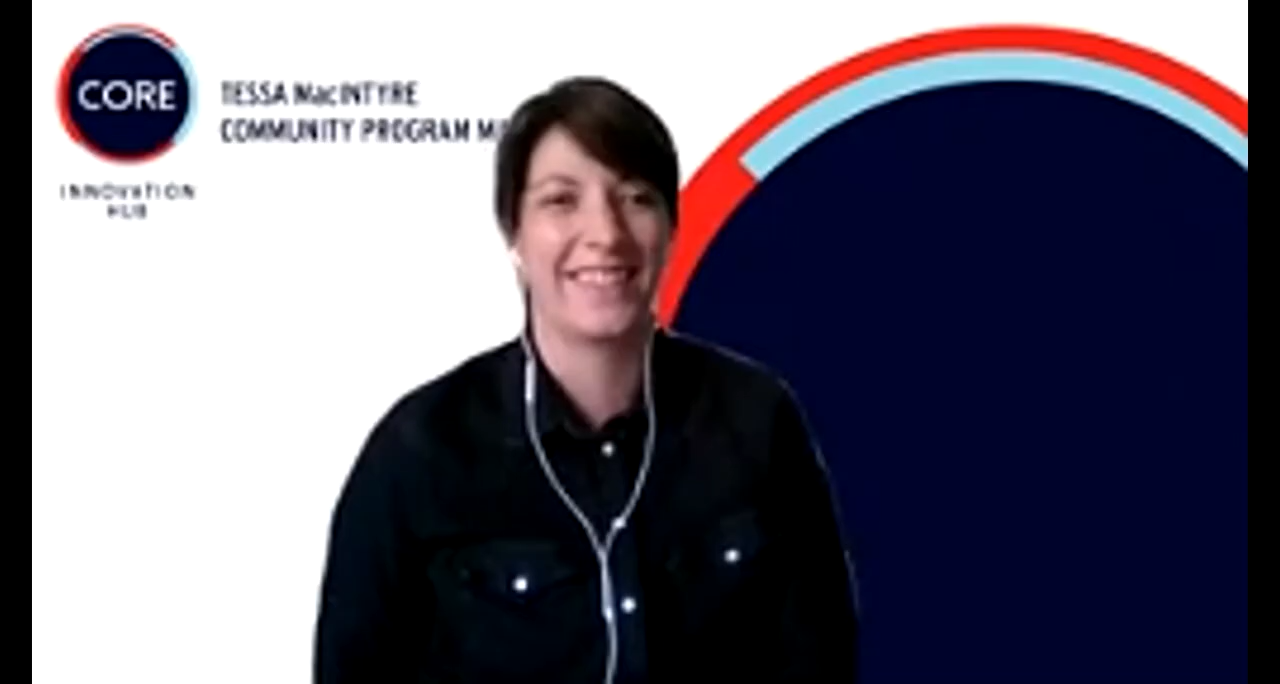 CORE
INNOVATION
HUB
TESSA MacINTYRE
COMMUNITY PROGRAM